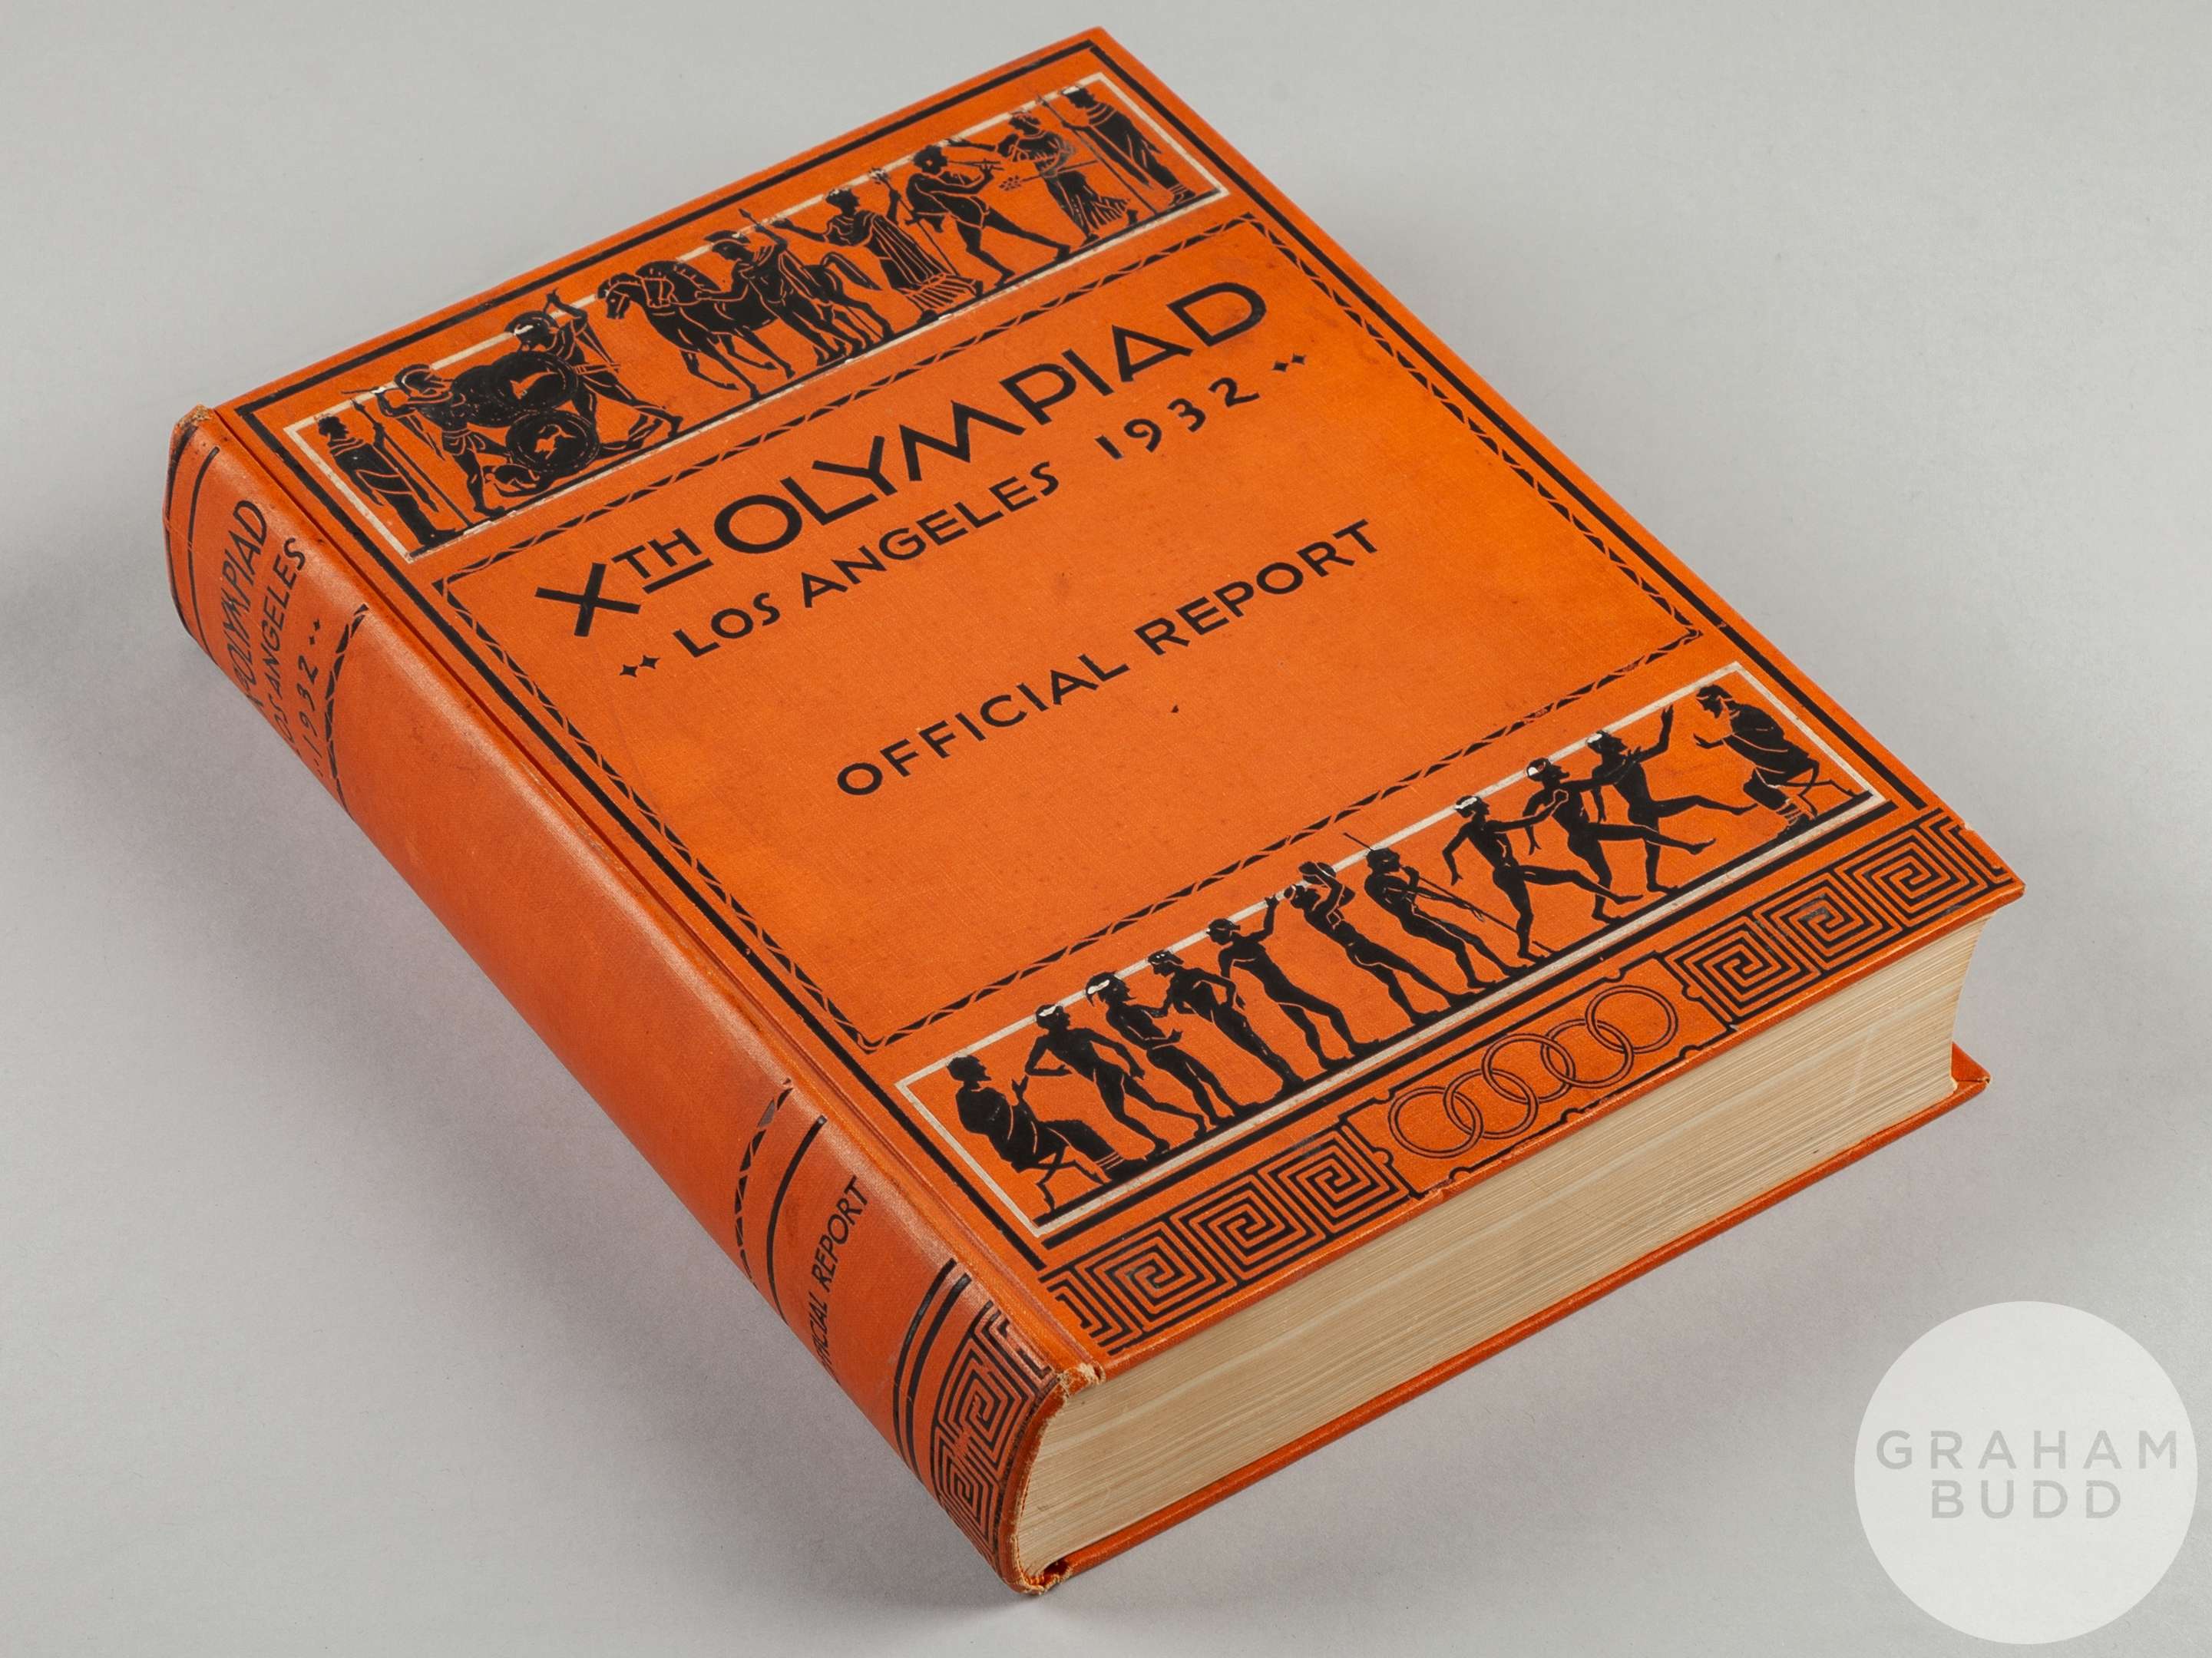 XTH OLYMPIAD
LOS ANGELES 1932
OFFICIAL REPORT
X OLYMPIAD
LOS ANGELES
1932
REPORT
GRAHAM
BUDD